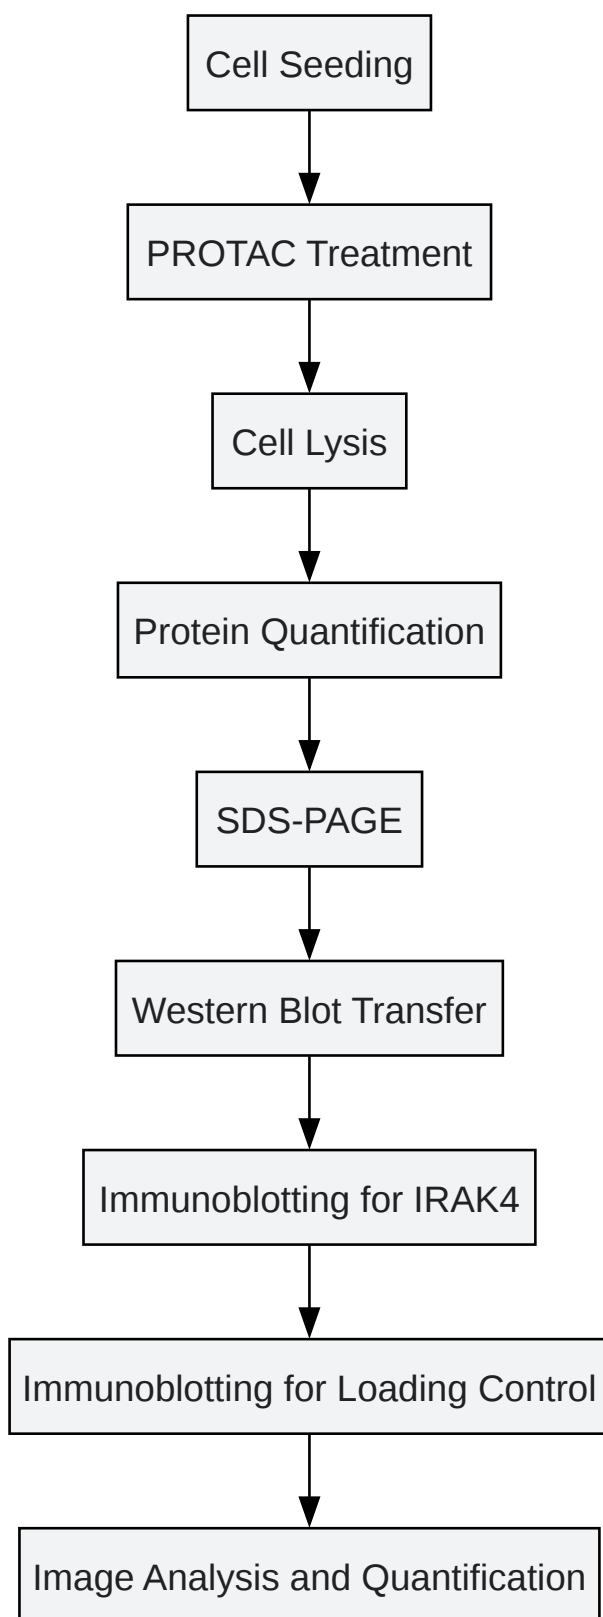 Cell Seeding
PROTAC Treatment
Cell Lysis
Protein Quantification
SDS-PAGE
Western Blot Transfer
Immunoblotting for IRAK4
Immunoblotting for Loading Control
Image Analysis and Quantification